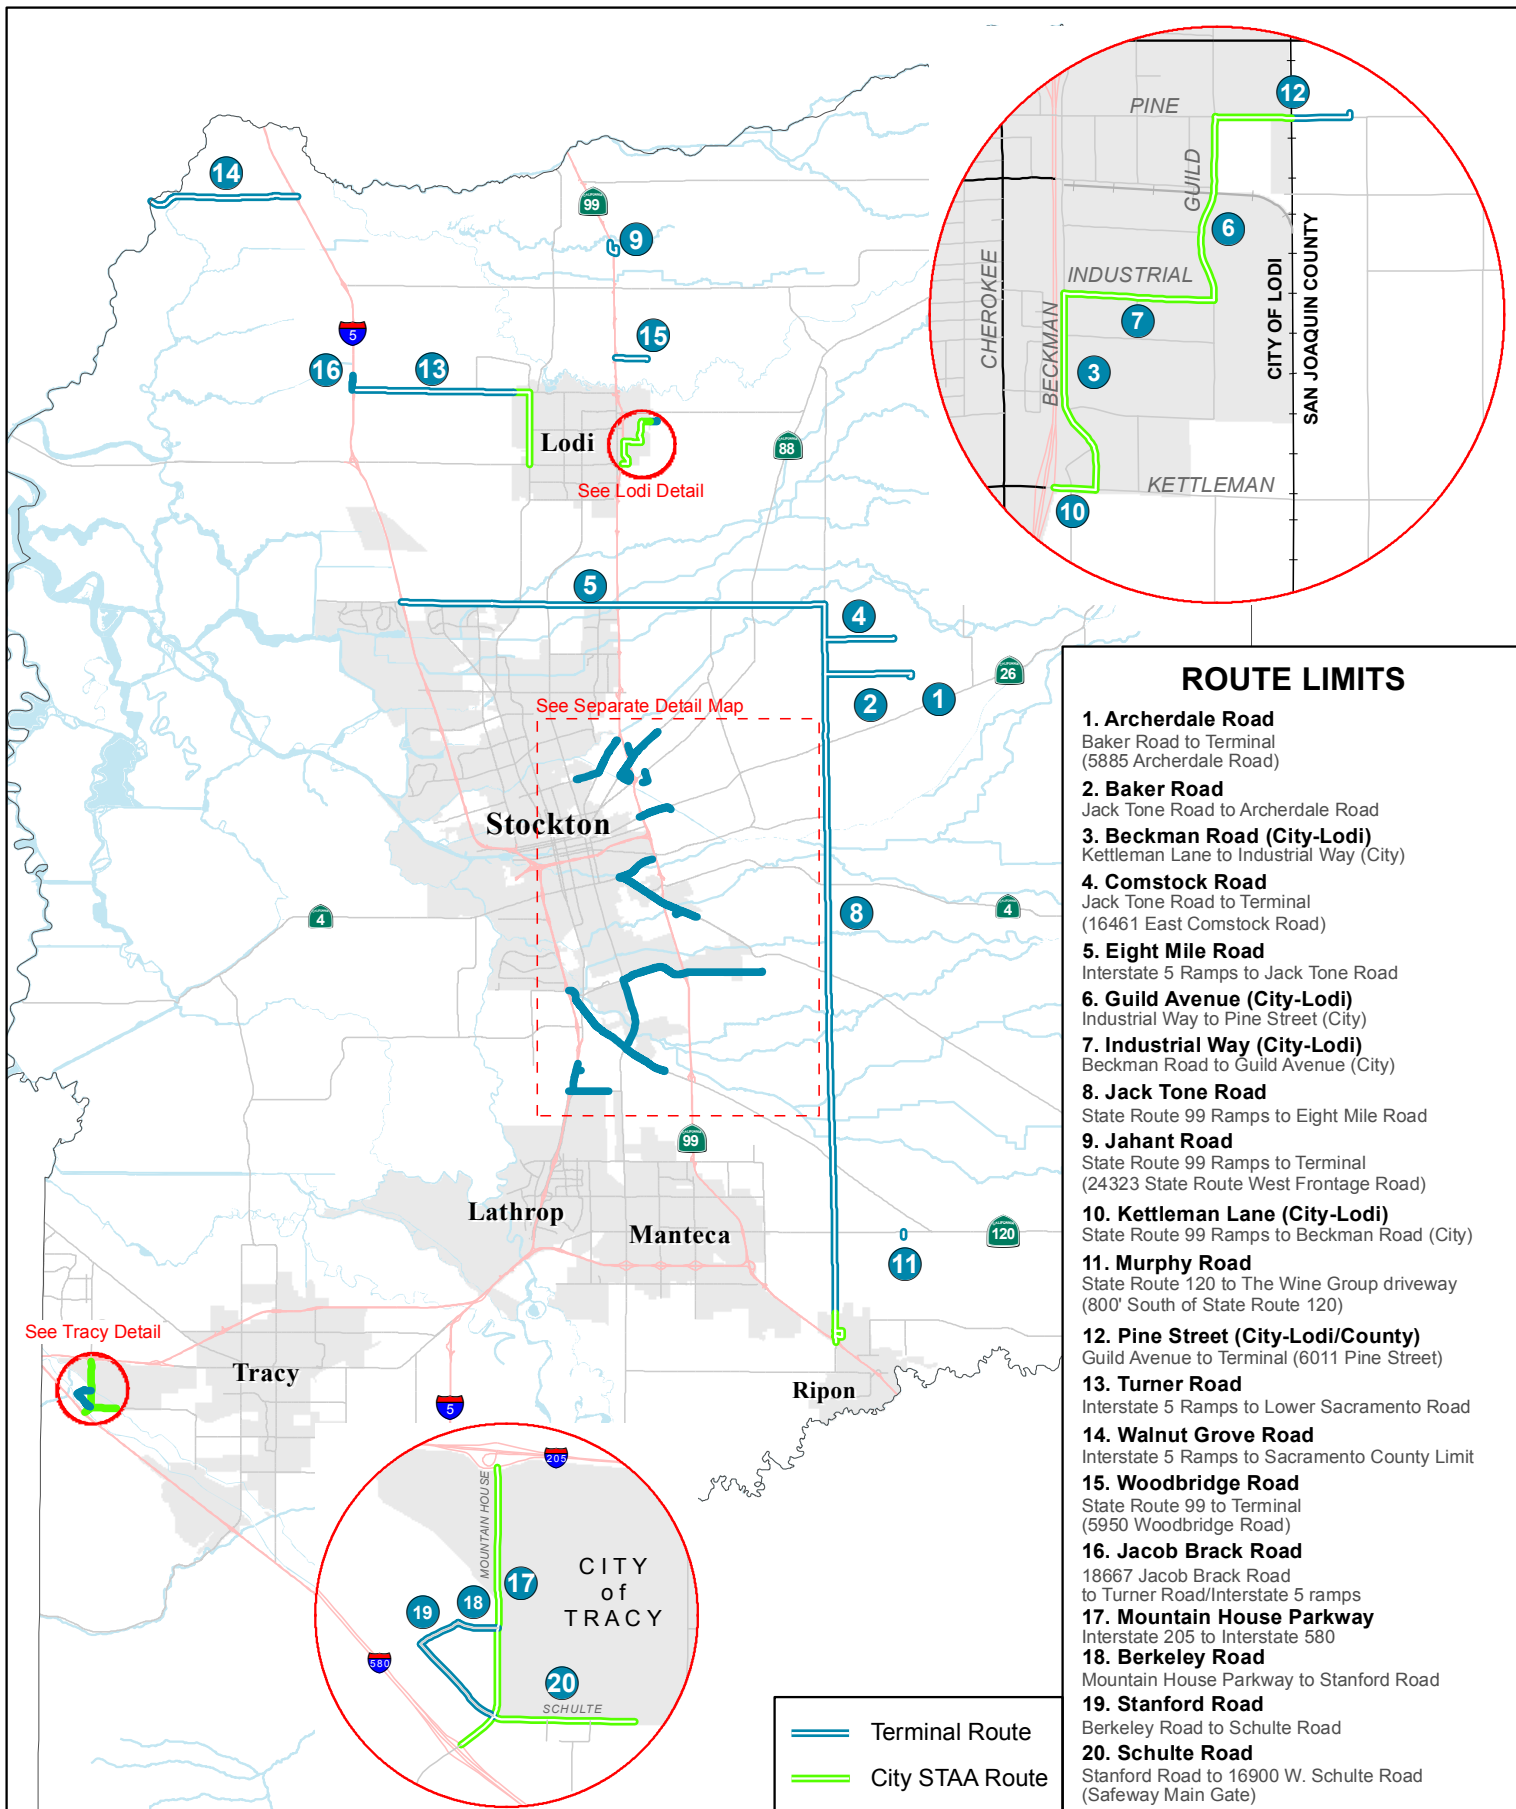 14
CALIFORNIA
99
9
5
16
13
15
Lodi
See Lodi Detail
CALIFORNIA
88
5
4
2
1
CALIFORNIA
26
See Separate Detail Map
Stockton
CALIFORNIA
4
8
CALIFORNIA
4
CALIFORNIA
99
Lathrop
Manteca
11
CALIFORNIA
120
See Tracy Detail
Tracy
5
Ripon
12
PINE
GUILD
6
CHEROKEE
INDUSTRIAL
7
BECKMAN
3
CITY OF LODI
SAN JOAQUIN COUNTY
KETTLEMAN
10
205
MOUNTAIN HOUSE
17
18
19
CITY
of
TRACY
580
20
SCHULTE
Terminal Route
City STAA Route
ROUTE LIMITS
1. Archerdale Road
Baker Road to Terminal
(5885 Archerdale Road)
2. Baker Road
Jack Tone Road to Archerdale Road
3. Beckman Road (City-Lodi)
Kettleman Lane to Industrial Way (City)
4. Comstock Road
Jack Tone Road to Terminal
(16461 East Comstock Road)
5. Eight Mile Road
Interstate 5 Ramps to Jack Tone Road
6. Guild Avenue (City-Lodi)
Industrial Way to Pine Street (City)
7. Industrial Way (City-Lodi)
Beckman Road to Guild Avenue (City)
8. Jack Tone Road
State Route 99 Ramps to Eight Mile Road
9. Jahant Road
State Route 99 Ramps to Terminal
(24323 State Route West Frontage Road)
10. Kettleman Lane (City-Lodi)
State Route 99 Ramps to Beckman Road (City)
11. Murphy Road
State Route 120 to The Wine Group driveway
(800' South of State Route 120)
12. Pine Street (City-Lodi/County)
Guild Avenue to Terminal (6011 Pine Street)
13. Turner Road
Interstate 5 Ramps to Lower Sacramento Road
14. Walnut Grove Road
Interstate 5 Ramps to Sacramento County Limit
15. Woodbridge Road
State Route 99 to Terminal
(5950 Woodbridge Road)
16. Jacob Brack Road
18667 Jacob Brack Road
to Turner Road/Interstate 5 ramps
17. Mountain House Parkway
Interstate 205 to Interstate 580
18. Berkeley Road
Mountain House Parkway to Stanford Road
19. Stanford Road
Berkeley Road to Schulte Road
20. Schulte Road
Stanford Road to 16900 W. Schulte Road
(Safeway Main Gate)